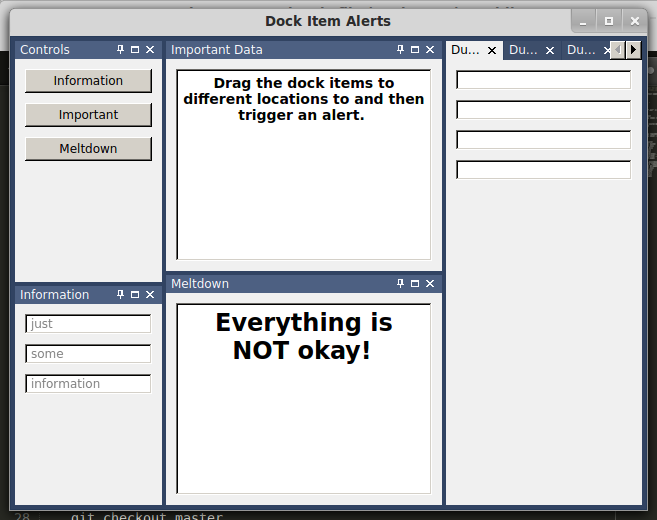 Dock Item Alerts
Controls
Information
Important
Meltdown
Information
just
some
information
Important Data
Drag the dock items to
different locations to and then
trigger an alert.
Meltdown
Everything is
NOT okay!
Du... Du... Du...
28 git checkout master